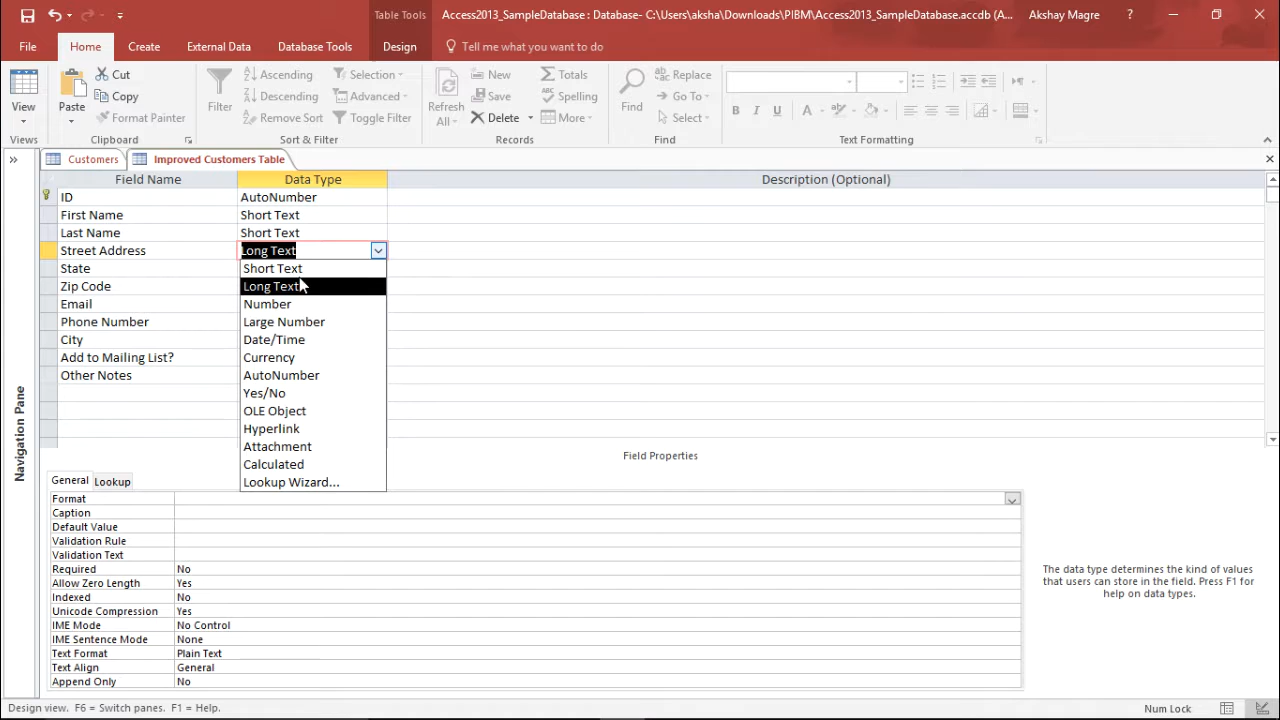 Table Tools
Access2013_SampleDatabase : Database- C:\Users\aksha\Downloads\PIBM\Access2013_SampleDatabase.accdb (A...
Akshay Magre
?
File
Home
Create
External Data
Database Tools
Design
Tell me what you want to do
View
Paste
Cut
Copy
Format Painter
Filter
Ascending
Descending
Remove Sort
Selection
Advanced
Toggle Filter
Refresh
All
New
Save
Delete
Totals
Spelling
More
Find
Replace
Go To
Select
B I U
A
Views
Clipboard
Sort & Filter
Records
Find
Text Formatting
Customers
Improved Customers Table
Navigation Pane
Field Name Data Type Description (Optional)
ID AutoNumber
First Name Short Text
Last Name Short Text
Street Address Long Text
State
Zip Code
Email
Phone Number
City
Add to Mailing List?
Other Notes
Short Text
Long Text
Number
Large Number
Date/Time
Currency
AutoNumber
Yes/No
OLE Object
Hyperlink
Attachment
Calculated
Lookup Wizard...
Field Properties
General Lookup
Format
Caption
Default Value
Validation Rule
Validation Text
Required No
Allow Zero Length Yes
Indexed No
Unicode Compression Yes
IME Mode No Control
IME Sentence Mode None
Text Format Plain Text
Text Align General
Append Only No
The data type determines the kind of values
that users can store in the field. Press F1 for
help on data types.
Design view. F6 = Switch panes. F1 = Help.
Num Lock